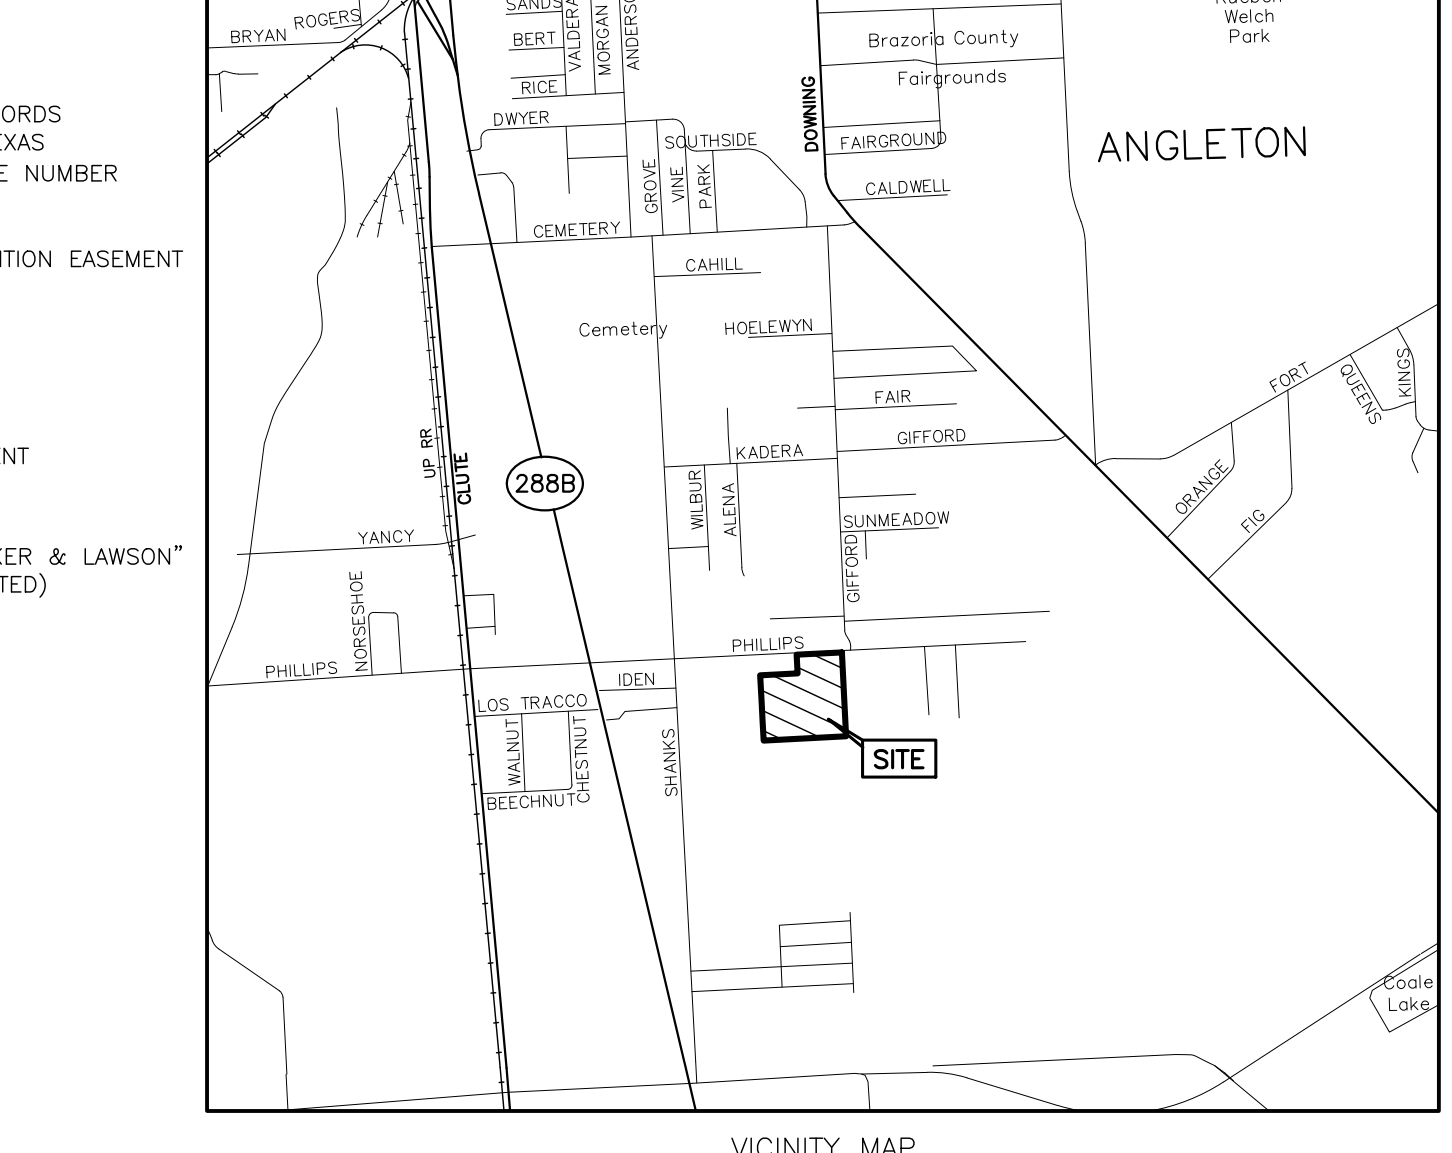 ORDS
EXAS
E NUMBER
TION EASEMENT
ENT
KER & LAWSON”
TED)
BRYAN
ROGERS
SANDS
BERT
RICE
DWYER
MORGAN
Welch
Park
Brazoria County
Fairgrounds
DOWNING
ANGLETON
FAIRGROUND
CALDWELL
SOUTHSIDE
GROVE
VINE
PARK
CEMETERY
CAHILL
Cemetery
HOELEWYN
FAIR
GIFFORD
KADERA
FORT
QUEENS
KINGS
ORANGE
FIG
UP RR
CLUTE
288B
WILBUR
ALENA
SUNMEADOW
GIFFORD
YANCY
NORSESHOE
PHILLIPS
PHILLIPS
IDEN
LOS TRACCO
WALNUT
CHESTNUT
BEECHNUT
SHANKS
SITE
Coale
Lake
VICINITY MAP